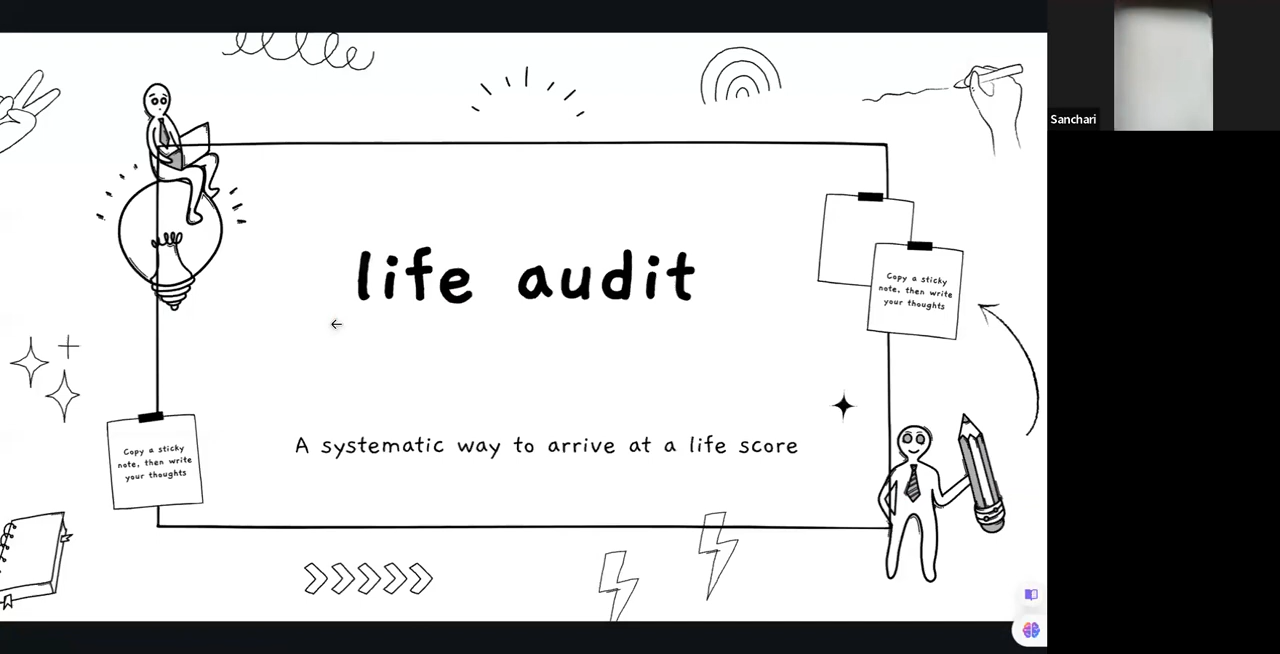 life audit
A systematic way to arrive at a life score
Copy a sticky
note, then write
your thoughts
Copy a sticky
note, then write
your thoughts
Sanchari